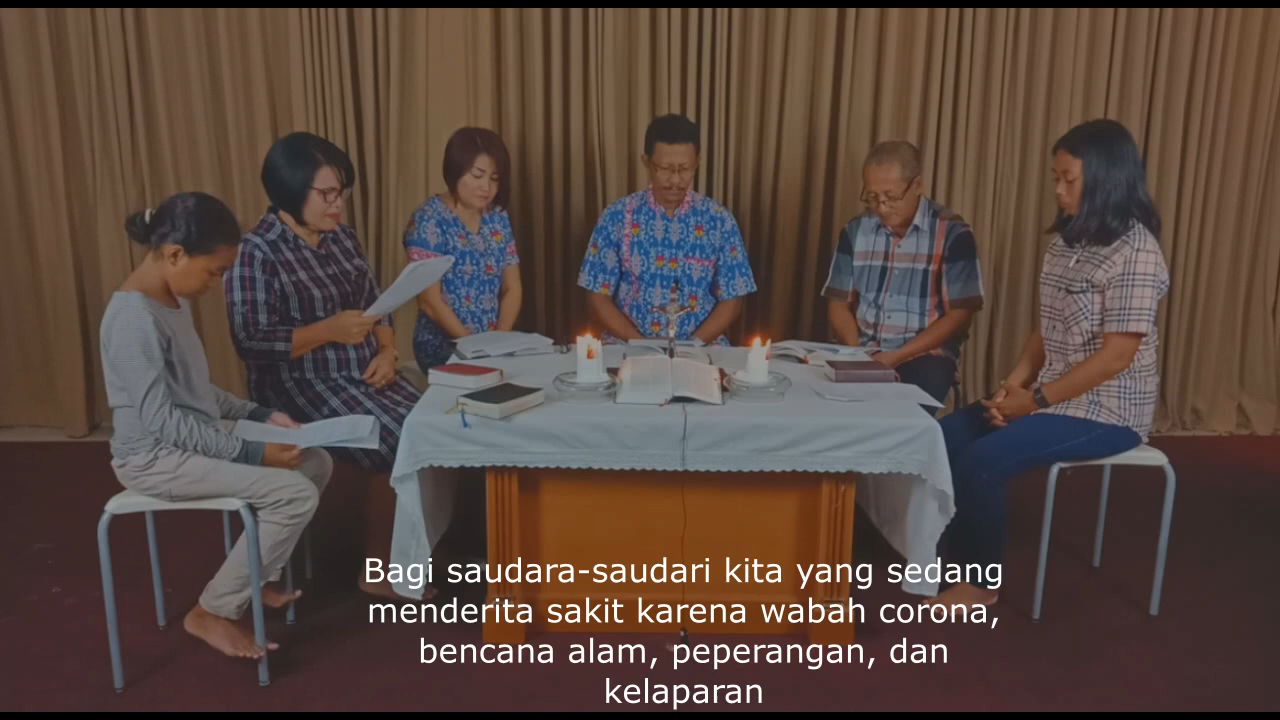 Bagi saudara-saudari kita yang sedang
menderita sakit karena wabah corona,
bencana alam, peperangan, dan
kelaparan